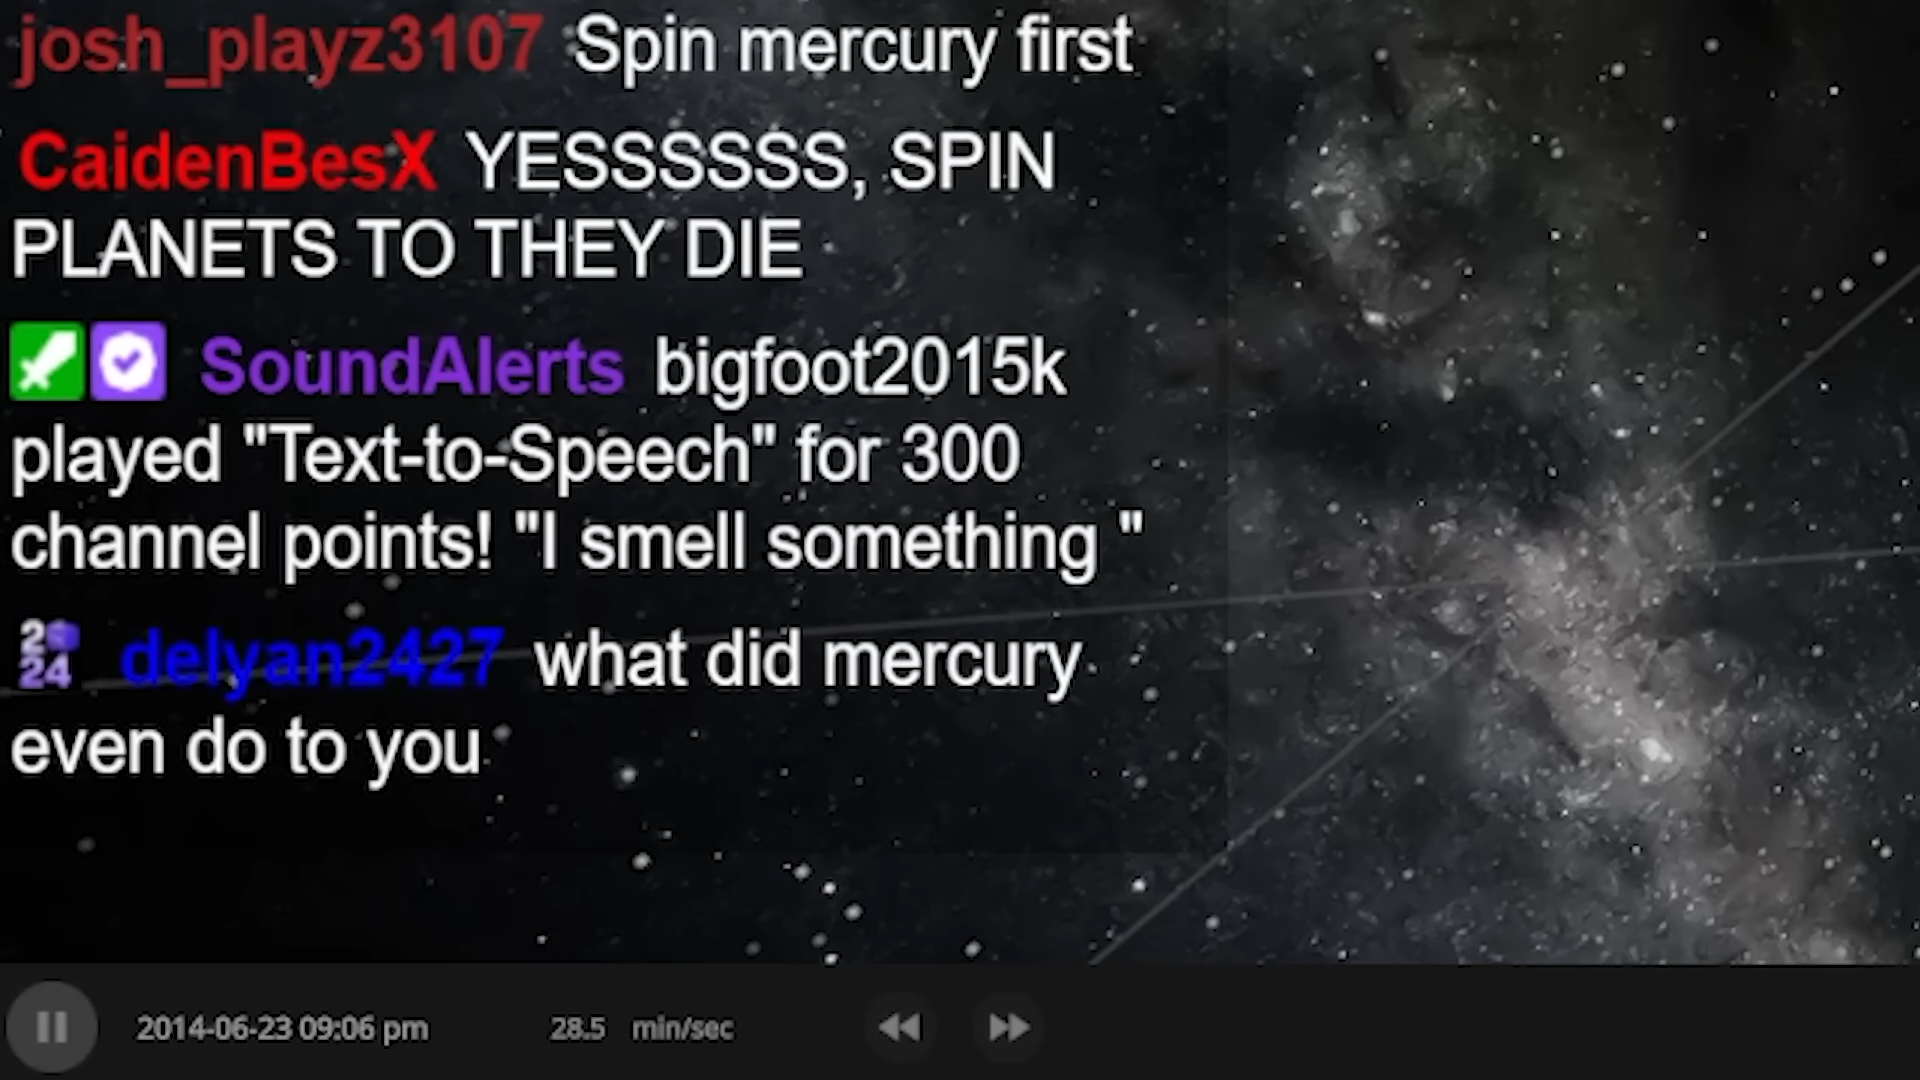 josh_playz3107 Spin mercury first
CaidenBesX YESSSSSS, SPIN
PLANETS TO THEY DIE
SoundAlerts bigfoot2015k
played "Text-to-Speech" for 300
channel points! "I smell something "
2024 delyan2427 what did mercury
even do to you
2014-06-23 09:06 pm 28.5 min/sec